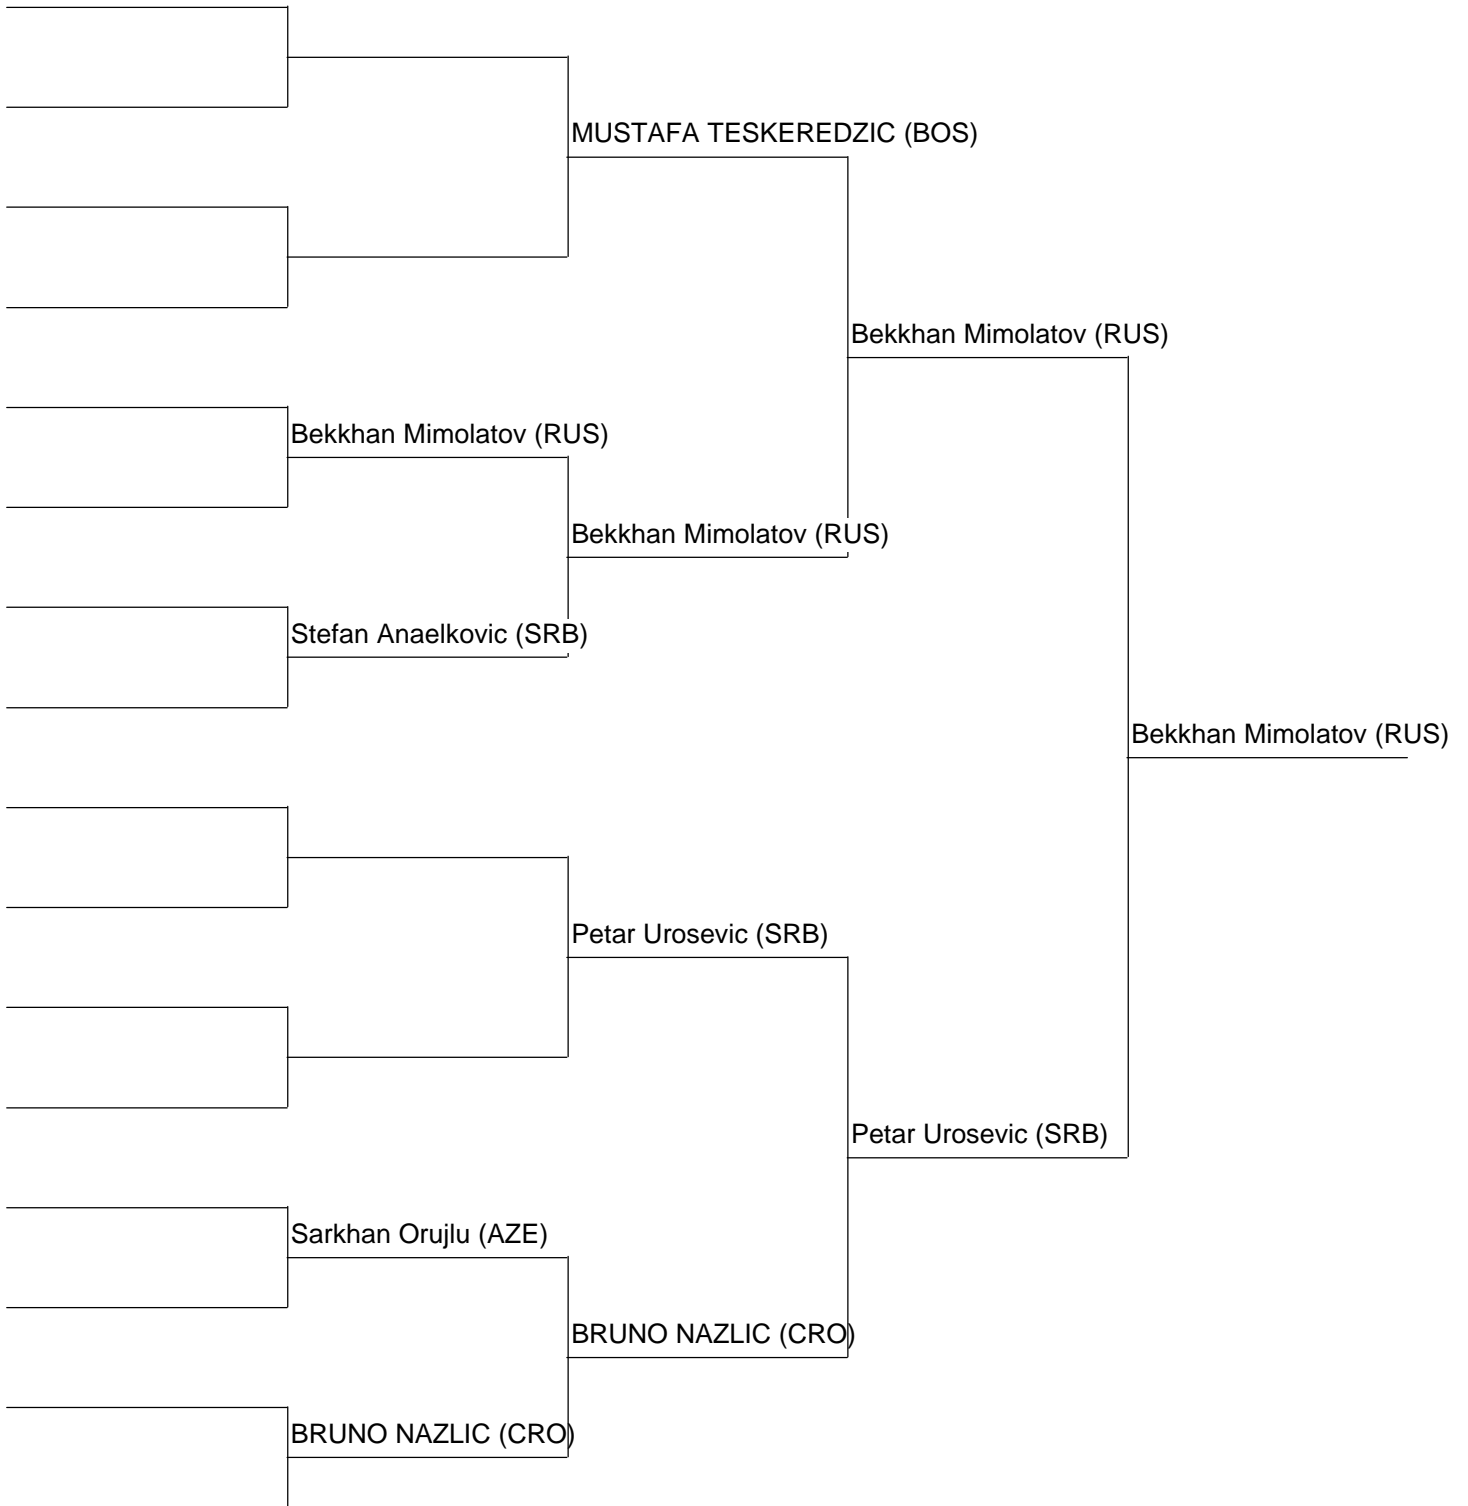 MUSTAFA TESKEREDZIC (BOS)
Bekkhan Mimolatov (RUS)
Bekkhan Mimolatov (RUS)
Bekkhan Mimolatov (RUS)
Stefan Anaelkovic (SRB)
Bekkhan Mimolatov (RUS)
Petar Urosevic (SRB)
Petar Urosevic (SRB)
Sarkhan Orujlu (AZE)
BRUNO NAZLIC (CRO)
BRUNO NAZLIC (CRO)